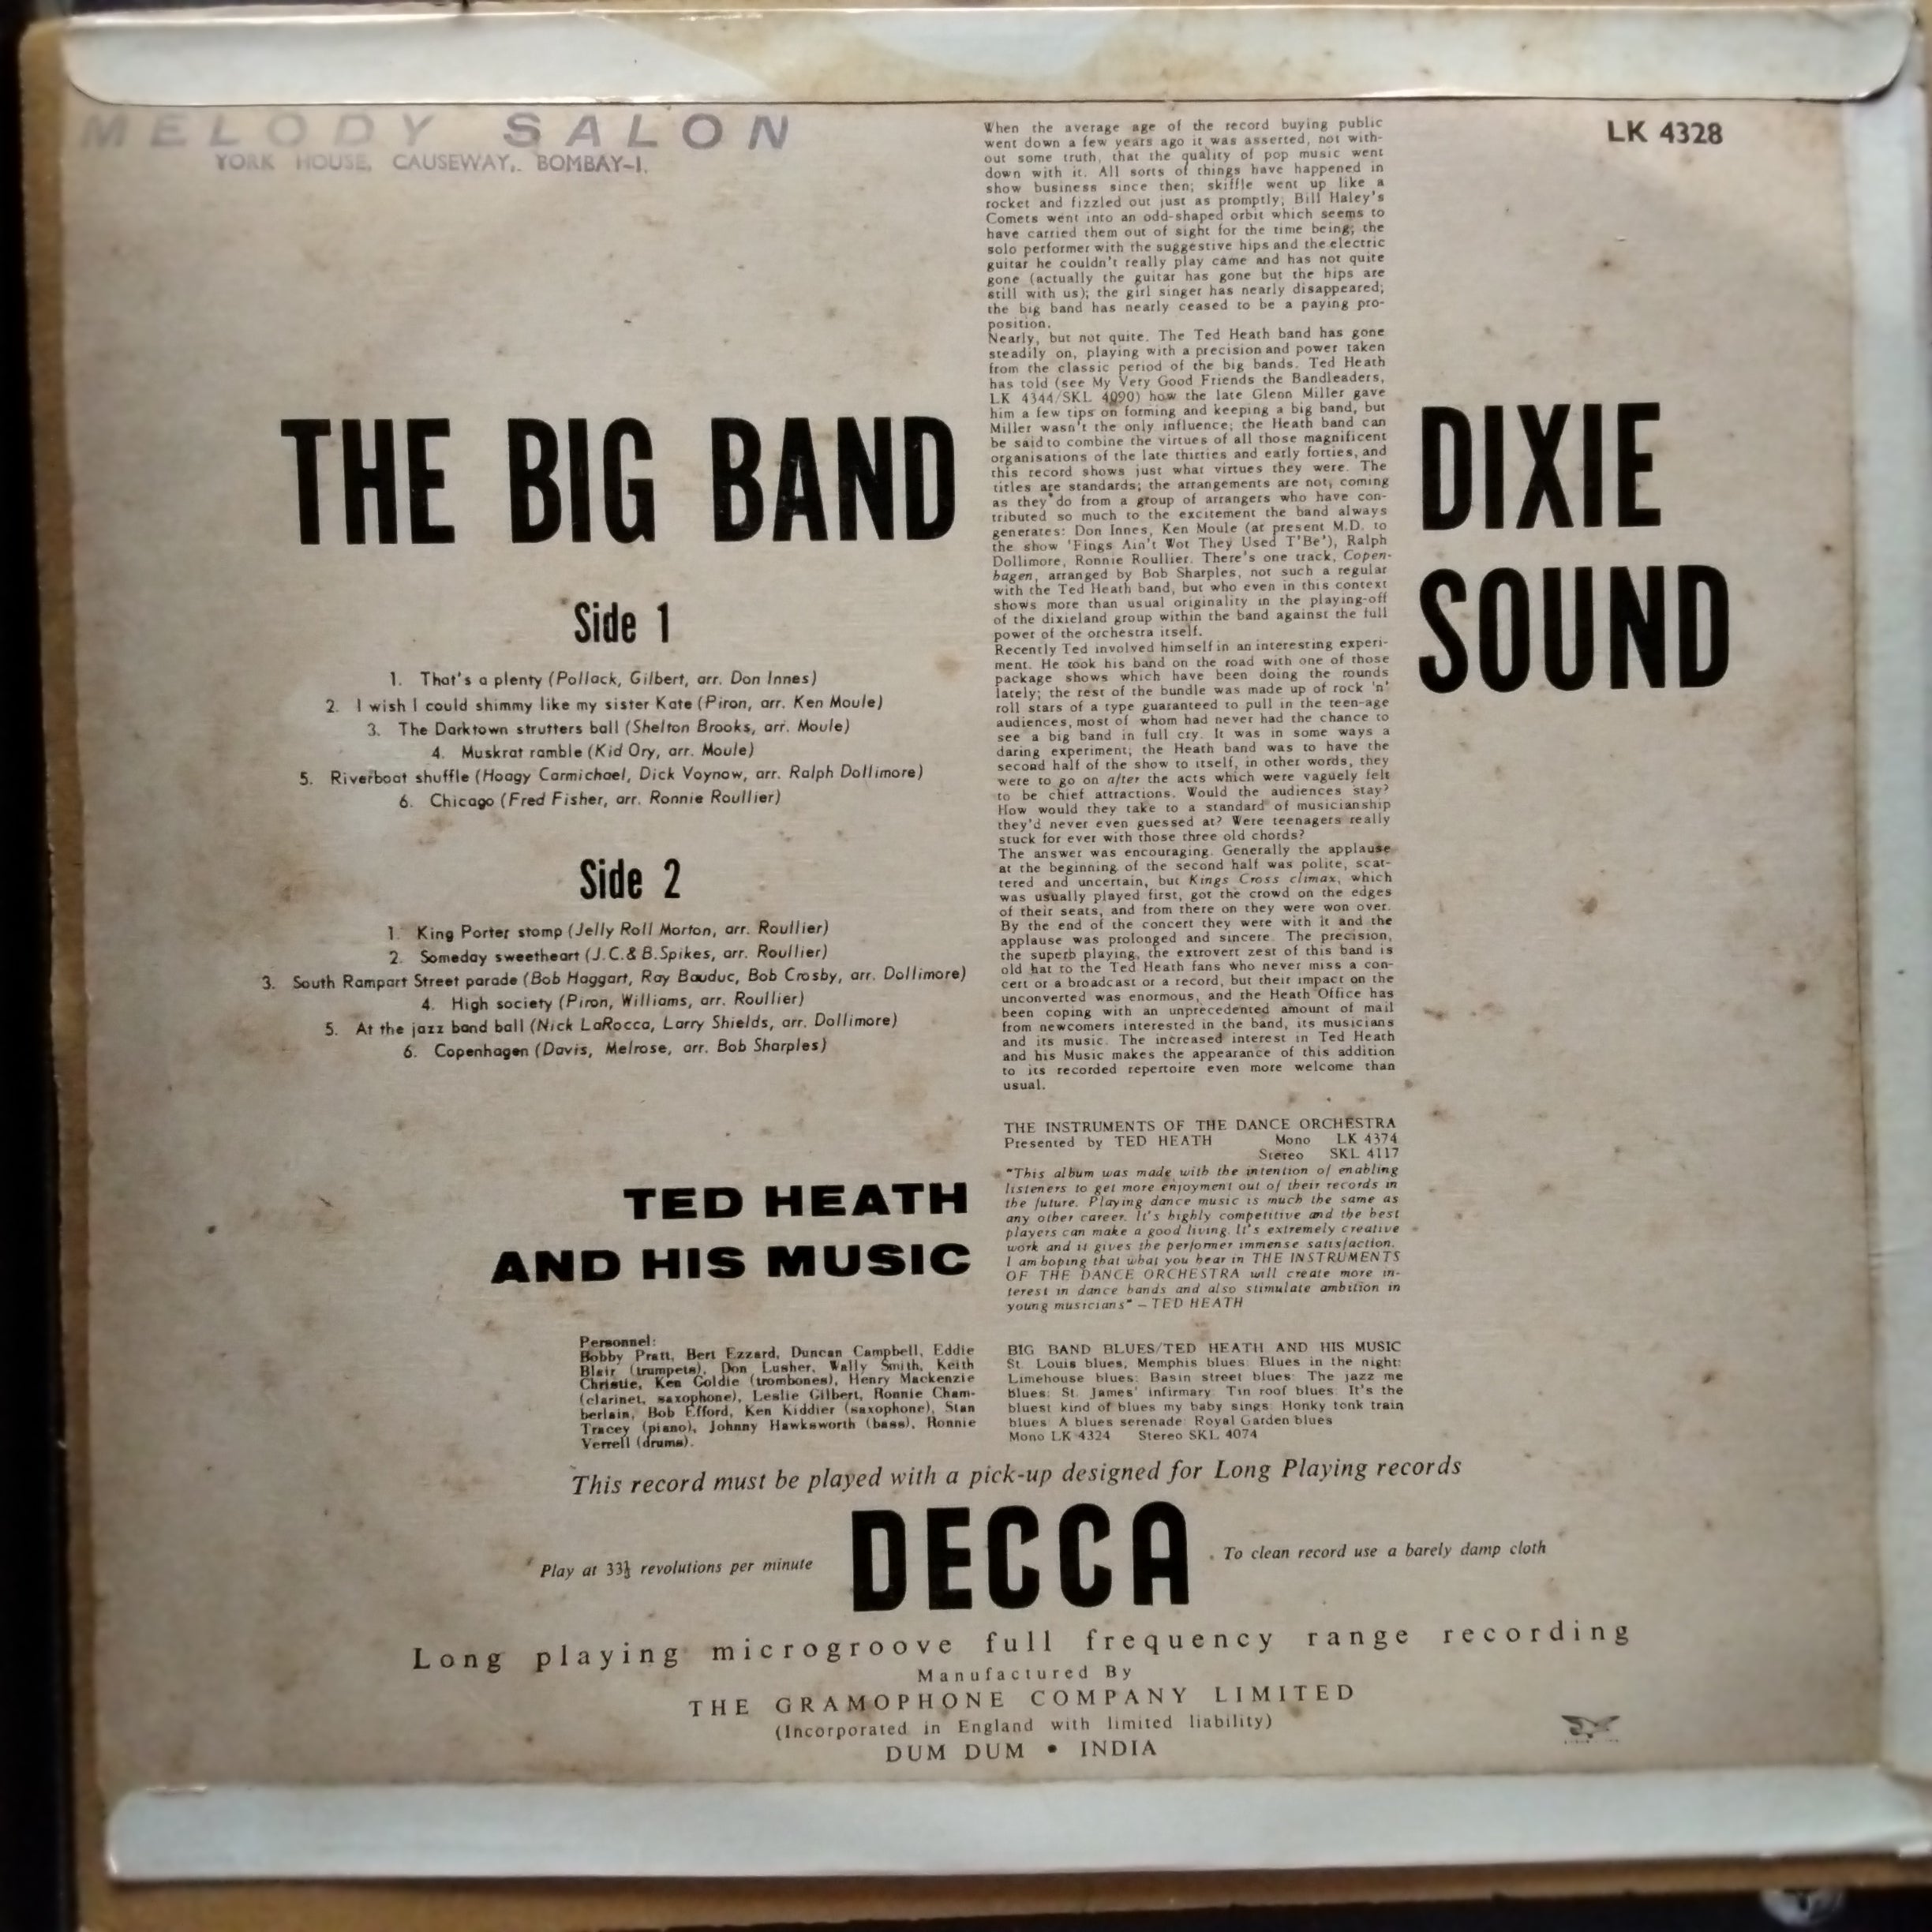 MELODY SALON
YORK HOUSE, CAUSEWAY, BOMBAY-1.
LK 4328
THE BIG BAND
DIXIE
SOUND
Side 1
1. That's a plenty (Pollack, Gilbert, arr. Don Innes)
2. I wish I could shimmy like my sister Kate (Piron, arr. Ken Moule)
3. The Darktown strutters ball (Shelton Brooks, arr. Moule)
4. Muskrat ramble (Kid Ory, arr. Moule)
5. Riverboat shuffle (Hoagy Carmichael, Dick Voynow, arr. Ralph Dollimore)
6. Chicago (Fred Fisher, arr. Ronnie Roullier)
Side 2
1. King Porter stomp (Jelly Roll Morton, arr. Roullier)
2. Someday sweetheart (J.C.& B.Spikes, arr. Roullier)
3. South Rampart Street parade (Bob Haggart, Ray Bauduc, Bob Crosby, arr. Dollimore)
4. High society (Piron, Williams, arr. Roullier)
5. At the jazz band ball (Nick LaRocca, Larry Shields, arr. Dollimore)
6. Copenhagen (Davis, Melrose, arr. Bob Sharples)
TED HEATH
AND HIS MUSIC
Personnel:
Bobby Pratt, Bert Ezzard, Duncan Campbell, Eddie
Blair (trumpets), Don Lusher, Wally Smith, Keith
Christie, Ken Goldie (trombones), Henry Mackenzie
(clarinet, saxophone), Leslie Gilbert, Ronnie Cham-
berlain, Bob Efford, Ken Kiddier (saxophone), Stan
Tracey (piano), Johnny Hawksworth (bass), Ronnie
Verrell (drums).
When the average age of the record buying public
went down a few years ago it was asserted, not with-
out some truth, that the quality of pop music went
down with it. All sorts of things have happened in
show business since then; skiffle went up like a
rocket and fizzled out just as promptly; Bill Haley's
Comets went into an odd-shaped orbit which seems to
have carried them out of sight for the time being; the
solo performer with the suggestive hips and the electric
guitar he couldn't really play came and has not quite
gone (actually the guitar has gone but the hips are
still with us); the girl singer has nearly disappeared;
the big band has nearly ceased to be a paying pro-
position.
Nearly, but not quite. The Ted Heath band has gone
steadily on, playing with a precision and power taken
from the classic period of the big bands. Ted Heath
has told (see My Very Good Friends the Bandleaders,
LK 4344/SKL 4090) how the late Glenn Miller gave
him a few tips on forming and keeping a big band, but
Miller wasn't the only influence; the Heath band can
be said to combine the virtues of all those magnificent
organisations of the late thirties and early forties, and
this record shows just what virtues they were. The
titles are standards; the arrangements are not, coming
as they do from a group of arrangers who have con-
tributed so much to the excitement the band always
generates: Don Innes, Ken Moule (at present M.D. to
the show 'Fings Ain't Wot They Used T'Be'), Ralph
Dollimore, Ronnie Roullier. There's one track, Copen-
hagen, arranged by Bob Sharples, not such a regular
with the Ted Heath band, but who even in this context
shows more than usual originality in the playing-off
of the dixieland group within the band against the full
power of the orchestra itself.
Recently Ted involved himself in an interesting experi-
ment. He took his band on the road with one of those
package shows which have been doing the rounds
lately; the rest of the bundle was made up of rock 'n'
roll stars of a type guaranteed to pull in the teen-age
audiences, most of whom had never had the chance to
see a big band in full cry. It was in some ways a
daring experiment; the Heath band was to have the
second half of the show to itself, in other words, they
were to go on after the acts which were vaguely felt
to be chief attractions. Would the audiences stay?
How would they take to a standard of musicianship
they'd never even guessed at? Were teenagers really
stuck for ever with those three old chords?
The answer was encouraging. Generally the applause
at the beginning of the second half was polite, scat-
tered and uncertain, but Kings Cross climax, which
was usually played first, got the crowd on the edges
of their seats, and from there on they were won over.
By the end of the concert they were with it and the
applause was prolonged and sincere. The precision,
the superb playing, the extrovert zest of this band is
old hat to the Ted Heath fans who never miss a con-
cert or a broadcast or a record, but their impact on the
unconverted was enormous, and the Heath Office has
been coping with an unprecedented amount of mail
from newcomers interested in the band, its musicians
and its music. The increased interest in Ted Heath
and his Music makes the appearance of this addition
to its recorded repertoire even more welcome than
usual.
THE INSTRUMENTS OF THE DANCE ORCHESTRA
Presented by TED HEATH Mono LK 4374
Stereo SKL 4117
"This album was made with the intention of enabling
listeners to get more enjoyment out of their records in
the future. Playing dance music is much the same as
any other career. It's highly competitive and the best
players can make a good living. It's extremely creative
work and it gives the performer immense satisfaction.
I am hoping that what you hear in THE INSTRUMENTS
OF THE DANCE ORCHESTRA will create more in-
terest in dance bands and also stimulate ambition in
young musicians" – TED HEATH
BIG BAND BLUES/TED HEATH AND HIS MUSIC
St. Louis blues; Memphis blues: Blues in the night:
Limehouse blues: Basin street blues: The jazz me
blues: St. James' infirmary: Tin roof blues: It's the
bluest kind of blues my baby sings: Honky tonk train
blues: A blues serenade: Royal Garden blues
Mono LK 4324 Stereo SKL 4074
This record must be played with a pick-up designed for Long Playing records
Play at 33⅓ revolutions per minute
DECCA
To clean record use a barely damp cloth
Long playing microgroove full frequency range recording
Manufactured By
THE GRAMOPHONE COMPANY LIMITED
(Incorporated in England with limited liability)
DUM DUM • INDIA